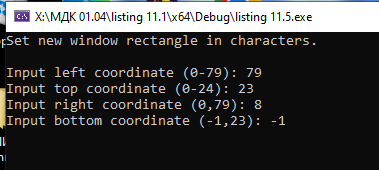 X:\МДК 01.04\listing 11.1\x64\Debug\listing 11.5.exe
Set new window rectangle in characters.
Input left coordinate (0-79): 79
Input top coordinate (0-24): 23
Input right coordinate (0,79): 8
Input bottom coordinate (-1,23): -1